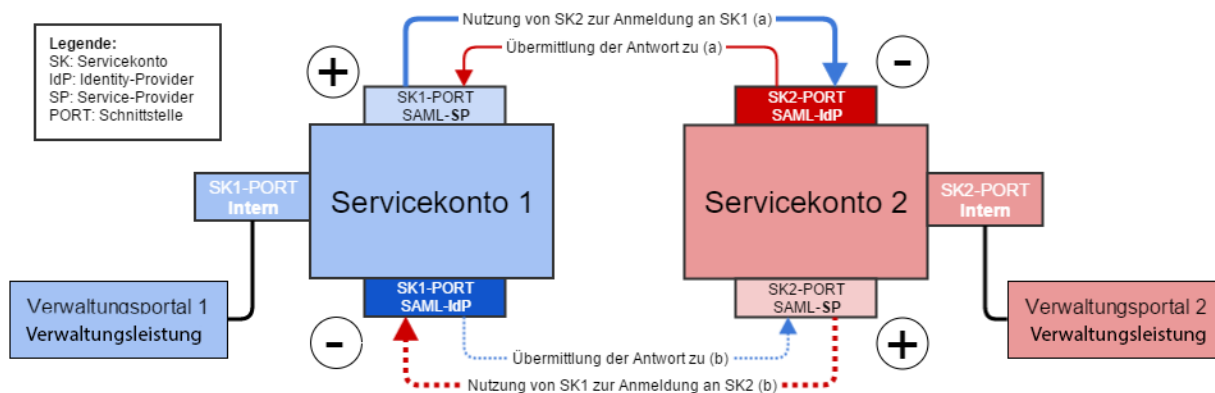 Nutzung von SK2 zur Anmeldung an SK1 (a)
Legende:
SK: Servicekonto
IdP: Identity-Provider
SP: Service-Provider
PORT: Schnittstelle
Übermittlung der Antwort zu (a)
+
-
SK1-PORT
SAML-SP
SK2-PORT
SAML-IdP
SK1-PORT
Intern
Servicekonto 1
Servicekonto 2
SK2-PORT
Intern
SK1-PORT
SAML-IdP
SK2-PORT
SAML-SP
Verwaltungsportal 1
Verwaltungsleistung
Verwaltungsportal 2
Verwaltungsleistung
-
+
Übermittlung der Antwort zu (b)
Nutzung von SK1 zur Anmeldung an SK2 (b)